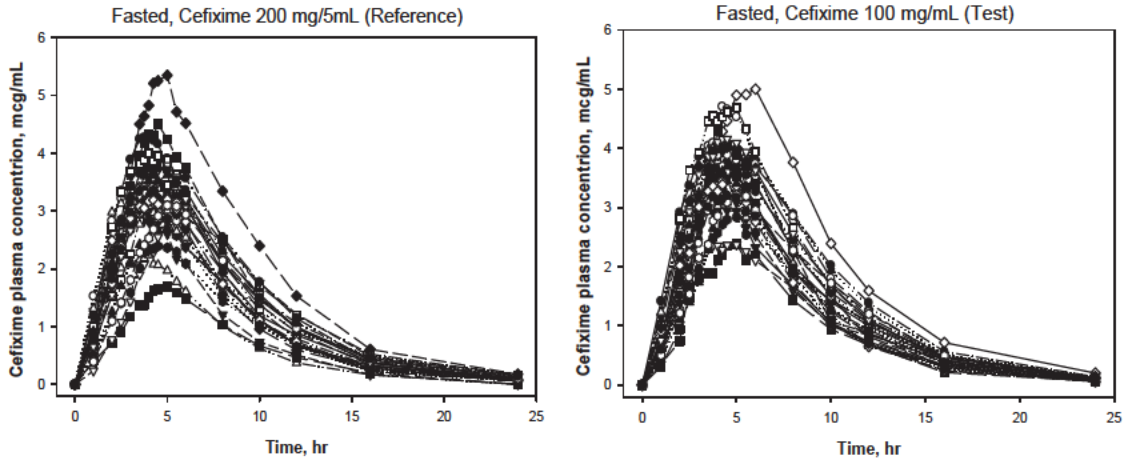 Fasted, Cefixime 200 mg/5mL (Reference)
Cefixime plasma concentrion, mcg/mL
6
5
4
3
2
1
0
0 5 10 15 20 25
Time, hr
Fasted, Cefixime 100 mg/mL (Test)
Cefixime plasma concentrion, mcg/mL
6
5
4
3
2
1
0
0 5 10 15 20 25
Time, hr